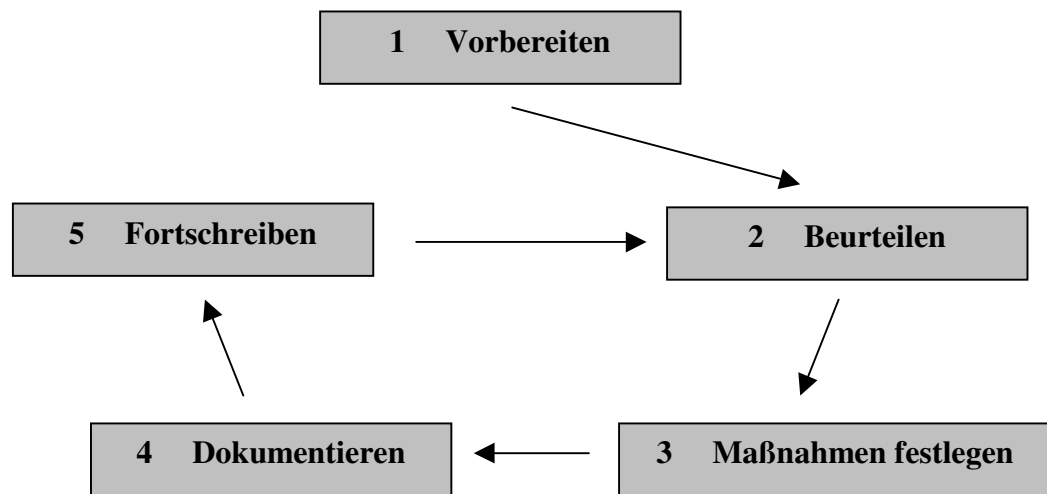 1 Vorbereiten
5 Fortschreiben
2 Beurteilen
4 Dokumentieren
3 Maßnahmen festlegen